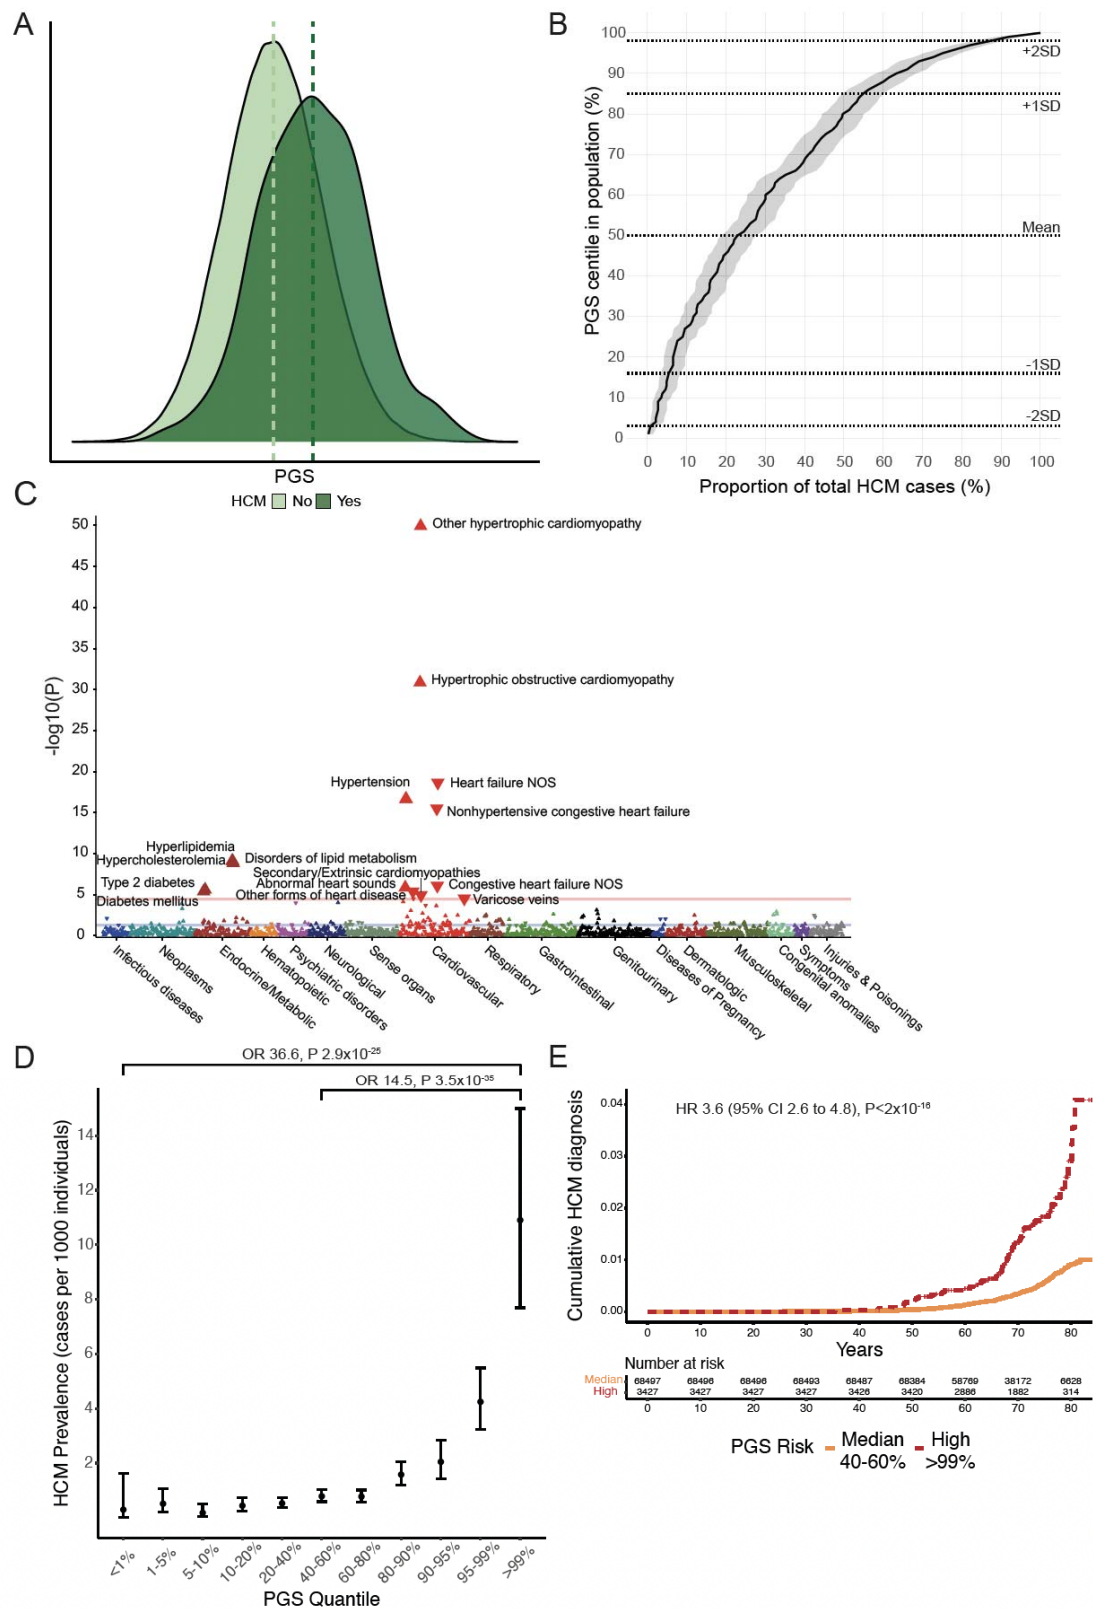 A
PGS
HCM No Yes
B
PGS centile in population (%)
100
90
80
70
60
50
40
30
20
10
0
+2SD
+1SD
Mean
-1SD
-2SD
0 10 20 30 40 50 60 70 80 90 100
Proportion of total HCM cases (%)
C
-log10(P)
50
45
40
35
30
25
20
15
10
5
0
Other hypertrophic cardiomyopathy
Hypertrophic obstructive cardiomyopathy
Hypertension
Heart failure NOS
Nonhypertensive congestive heart failure
Hyperlipidemia
Hypercholesterolemia
Disorders of lipid metabolism
Secondary/Extrinsic cardiomyopathies
Type 2 diabetes
Abnormal heart sounds
Congestive heart failure NOS
Diabetes mellitus
Other forms of heart disease
Varicose veins
Infectious diseases
Neoplasms
Endocrine/Metabolic
Hematopoietic
Psychiatric disorders
Neurological
Sense organs
Cardiovascular
Respiratory
Gastrointestinal
Genitourinary
Diseases of Pregnancy
Dermatologic
Musculoskeletal
Congenital anomalies
Symptoms
Injuries & Poisonings
D
OR 36.6, P 2.9x10⁻²⁵
OR 14.5, P 3.5x10⁻³⁵
HCM Prevalence (cases per 1000 individuals)
14
12
10
8
6
4
2
<1% 1-5% 5-10% 10-20% 20-40% 40-60% 60-80% 80-90% 90-95% 95-99% >99%
PGS Quantile
E
HR 3.6 (95% CI 2.6 to 4.8), P<2x10⁻¹⁶
Cumulative HCM diagnosis
0.04
0.03
0.02
0.01
0.00
0 10 20 30 40 50 60 70 80
Years
Number at risk
Median 68497 68496 68496 68493 68487 68384 58769 38172 6628
High 3427 3427 3427 3427 3426 3420 2886 1882 314
0 10 20 30 40 50 60 70 80
PGS Risk Median High
40-60% >99%